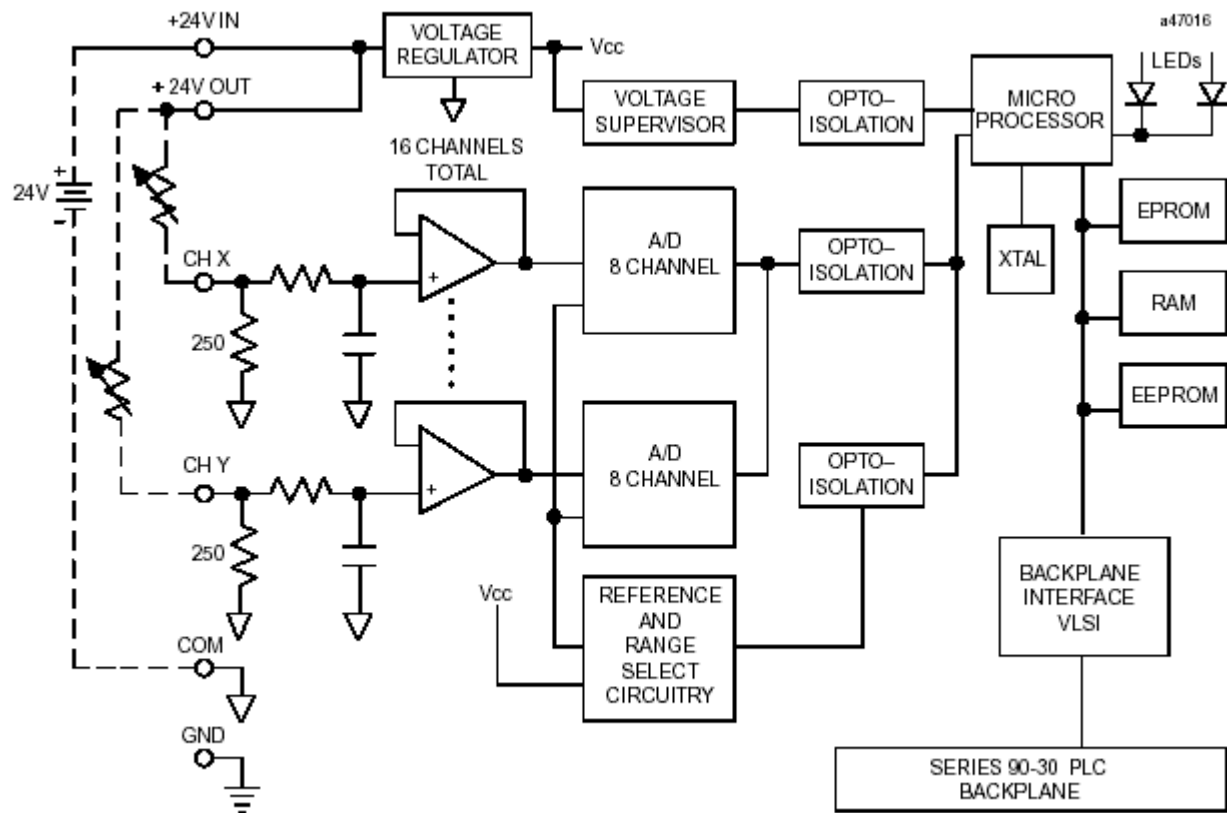 a47016
+24V IN
VOLTAGE
REGULATOR
Vcc
LEDs
+ 24V OUT
VOLTAGE
SUPERVISOR
OPTO–
ISOLATION
MICRO
PROCESSOR
16 CHANNELS
TOTAL
+
24V
-
CH X
+
A/D
8 CHANNEL
OPTO–
ISOLATION
XTAL
EPROM
RAM
250
EEPROM
CH Y
+
A/D
8 CHANNEL
OPTO–
ISOLATION
250
Vcc
REFERENCE
AND
RANGE
SELECT
CIRCUITRY
BACKPLANE
INTERFACE
VLSI
COM
GND
SERIES 90-30 PLC
BACKPLANE